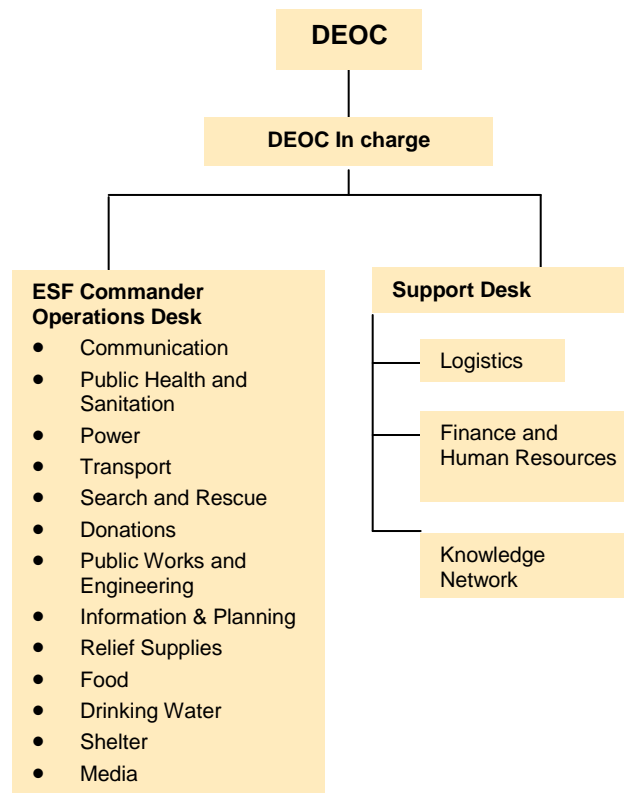 DEOC
DEOC In charge
ESF Commander
Operations Desk
• Communication
• Public Health and
Sanitation
• Power
• Transport
• Search and Rescue
• Donations
• Public Works and
Engineering
• Information & Planning
• Relief Supplies
• Food
• Drinking Water
• Shelter
• Media
Support Desk
Logistics
Finance and
Human Resources
Knowledge
Network